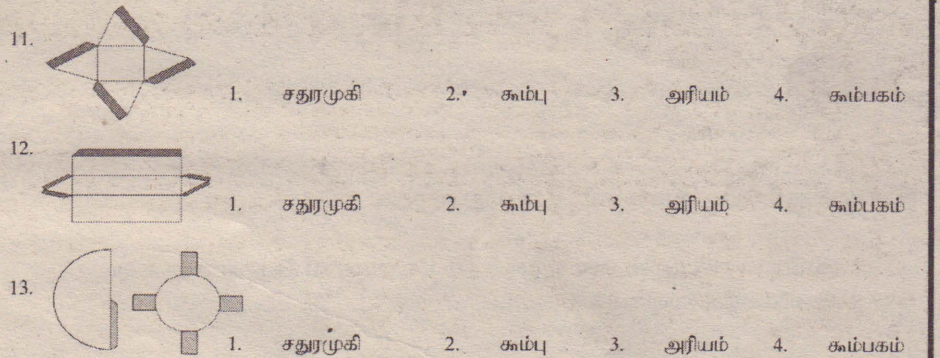 11.
1. சதுரமுகி 2. கூம்பு 3. அரியம் 4. கூம்பகம்
12.
1. சதுரமுகி 2. கூம்பு 3. அரியம் 4. கூம்பகம்
13.
1. சதுரமுகி 2. கூம்பு 3. அரியம் 4. கூம்பகம்